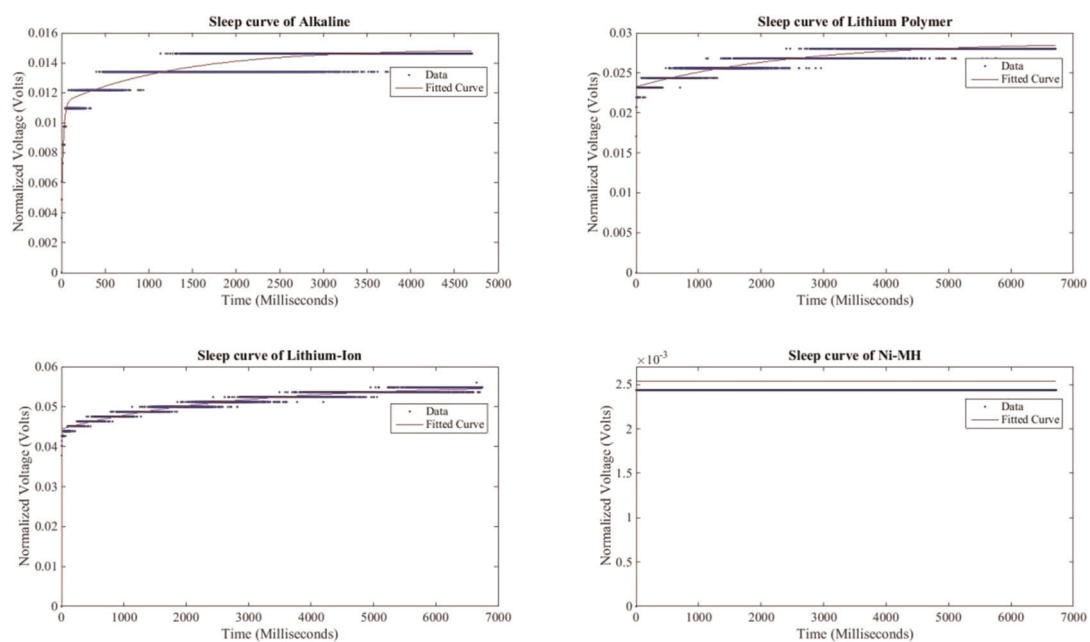 Sleep curve of Alkaline
0.016
0.014
0.012
0.01
0.008
0.006
0.004
0.002
0
Normalized Voltage (Volts)
Data
Fitted Curve
0 500 1000 1500 2000 2500 3000 3500 4000 4500 5000
Time (Milliseconds)
Sleep curve of Lithium Polymer
0.03
0.025
0.02
0.015
0.01
0.005
0
Normalized Voltage (Volts)
Data
Fitted Curve
0 1000 2000 3000 4000 5000 6000 7000
Time (Milliseconds)
Sleep curve of Lithium-Ion
0.06
0.05
0.04
0.03
0.02
0.01
0
Normalized Voltage (Volts)
Data
Fitted Curve
0 1000 2000 3000 4000 5000 6000 7000
Time (Milliseconds)
Sleep curve of Ni-MH
×10⁻³
2.5
2
1.5
1
0.5
0
Normalized Voltage (Volts)
Data
Fitted Curve
0 1000 2000 3000 4000 5000 6000 7000
Time (Milliseconds)